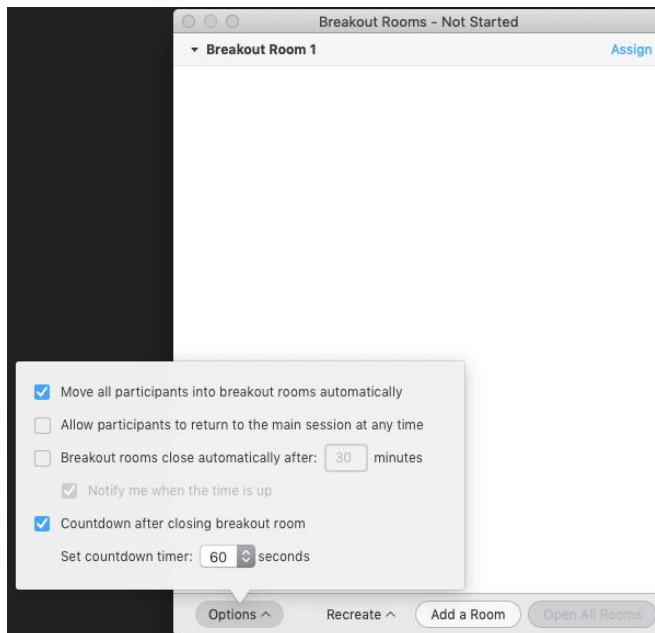 Breakout Rooms - Not Started
Breakout Room 1 Assign
Move all participants into breakout rooms automatically
Allow participants to return to the main session at any time
Breakout rooms close automatically after: 30 minutes
Notify me when the time is up
Countdown after closing breakout room
Set countdown timer: 60 seconds
Options Recreate Add a Room Open All Rooms